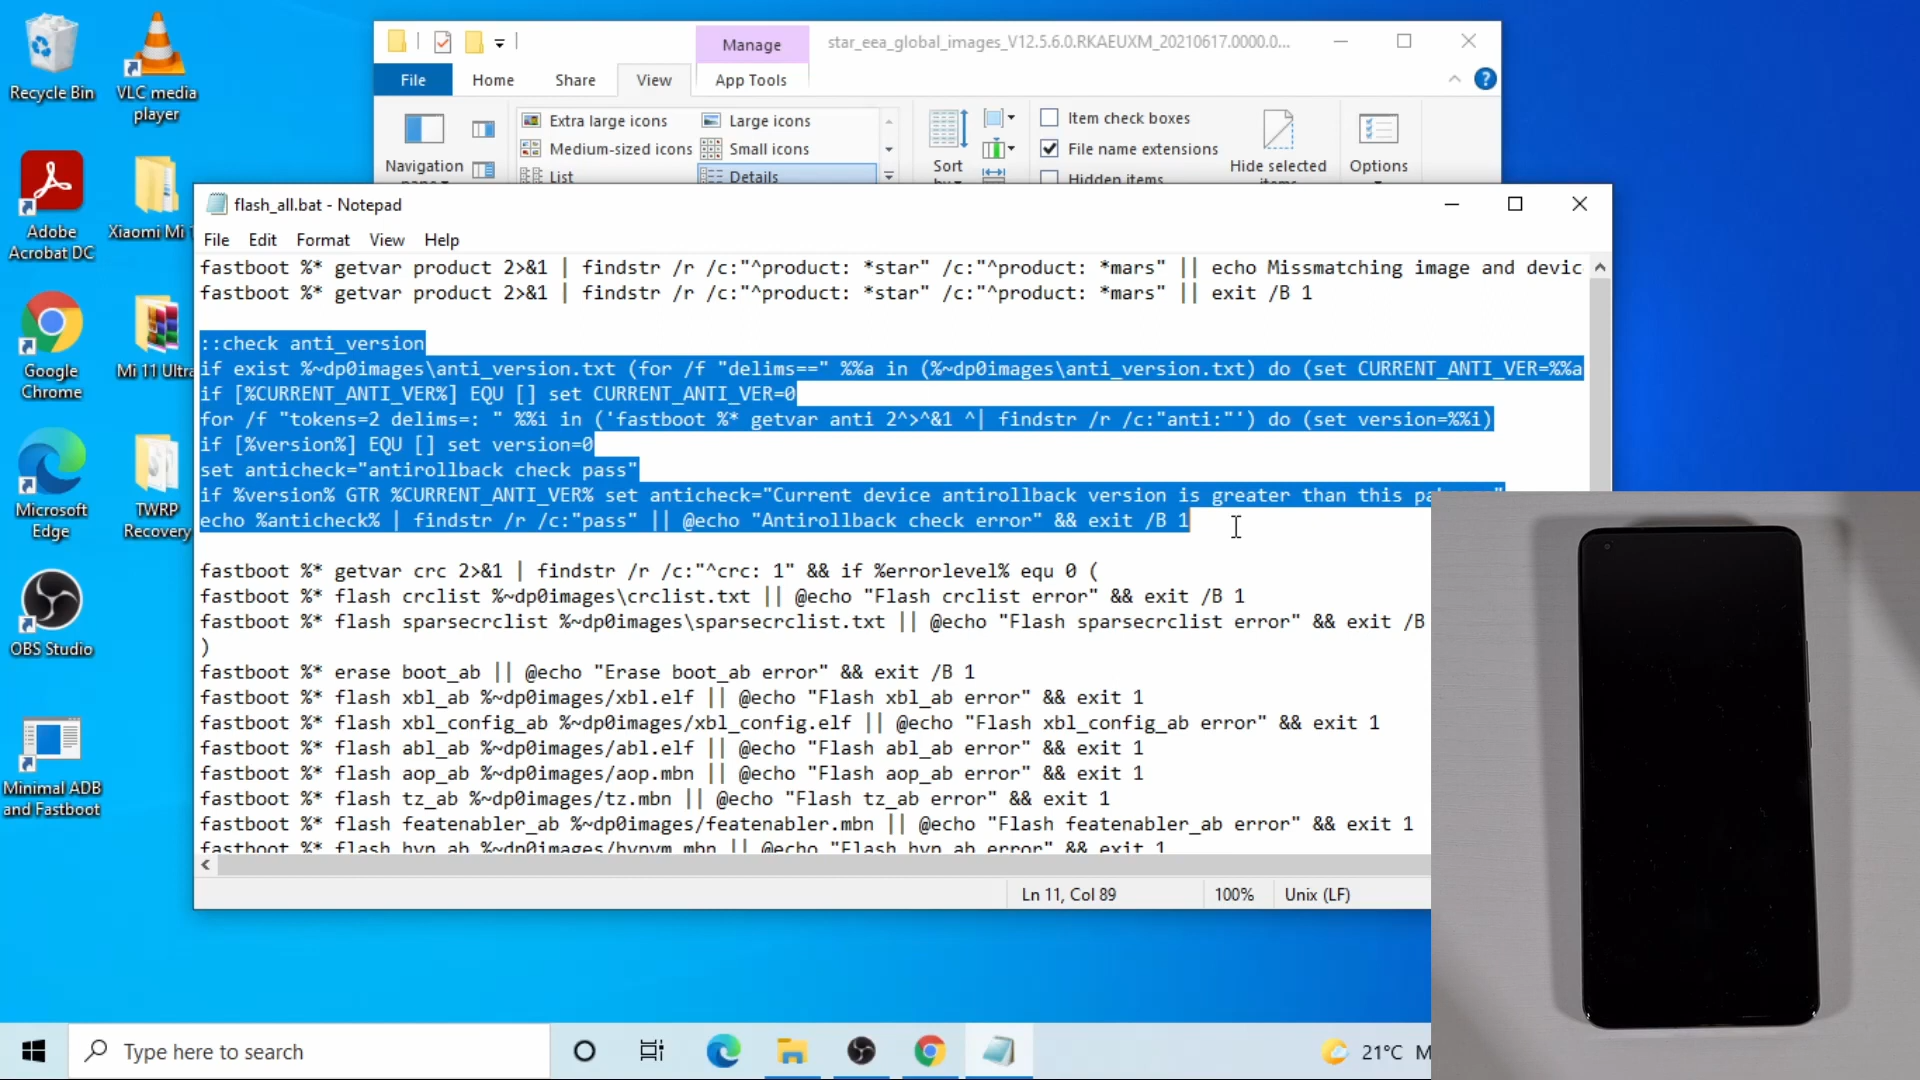 Recycle Bin
VLC media
player
Adobe
Acrobat DC
Xiaomi Mi 1
Google
Chrome
Mi 11 Ultra
Microsoft
Edge
TWRP
Recovery
OBS Studio
Minimal ADB
and Fastboot
Manage
star_eea_global_images_V12.5.6.0.RKAEUXM_20210617.0000.0...
File
Home
Share
View
App Tools
Navigation
Extra large icons
Large icons
Medium-sized icons
Small icons
List
Details
Sort
Item check boxes
File name extensions
Hidden items
Hide selected
Options
flash_all.bat - Notepad
File Edit Format View Help
fastboot %* getvar product 2>&1 | findstr /r /c:"^product: *star" /c:"^product: *mars" || echo Missmatching image and devic
fastboot %* getvar product 2>&1 | findstr /r /c:"^product: *star" /c:"^product: *mars" || exit /B 1
::check anti_version
if exist %~dp0images\anti_version.txt (for /f "delims==" %%a in (%~dp0images\anti_version.txt) do (set CURRENT_ANTI_VER=%%a
if [%CURRENT_ANTI_VER%] EQU [] set CURRENT_ANTI_VER=0
for /f "tokens=2 delims=: " %%i in ('fastboot %* getvar anti 2^>^&1 ^| findstr /r /c:"anti:"') do (set version=%%i)
if [%version%] EQU [] set version=0
set anticheck="antirollback check pass"
if %version% GTR %CURRENT_ANTI_VER% set anticheck="Current device antirollback version is greater than this
echo %anticheck% | findstr /r /c:"pass" || @echo "Antirollback check error" && exit /B 1
fastboot %* getvar crc 2>&1 | findstr /r /c:"^crc: 1" && if %errorlevel% equ 0 (
fastboot %* flash crclist %~dp0images\crclist.txt || @echo "Flash crclist error" && exit /B 1
fastboot %* flash sparsecrclist %~dp0images\sparsecrclist.txt || @echo "Flash sparsecrclist error" && exit /B
)
fastboot %* erase boot_ab || @echo "Erase boot_ab error" && exit /B 1
fastboot %* flash xbl_ab %~dp0images/xbl.elf || @echo "Flash xbl_ab error" && exit 1
fastboot %* flash xbl_config_ab %~dp0images/xbl_config.elf || @echo "Flash xbl_config_ab error" && exit 1
fastboot %* flash abl_ab %~dp0images/abl.elf || @echo "Flash abl_ab error" && exit 1
fastboot %* flash aop_ab %~dp0images/aop.mbn || @echo "Flash aop_ab error" && exit 1
fastboot %* flash tz_ab %~dp0images/tz.mbn || @echo "Flash tz_ab error" && exit 1
fastboot %* flash featenabler_ab %~dp0images/featenabler.mbn || @echo "Flash featenabler_ab error" && exit 1
fastboot %* flash hyp_ab %~dp0images/hypvm.mbn || @echo "Flash hyp_ab error" && exit 1
Ln 11, Col 89
100%
Unix (LF)
Type here to search
21°C M